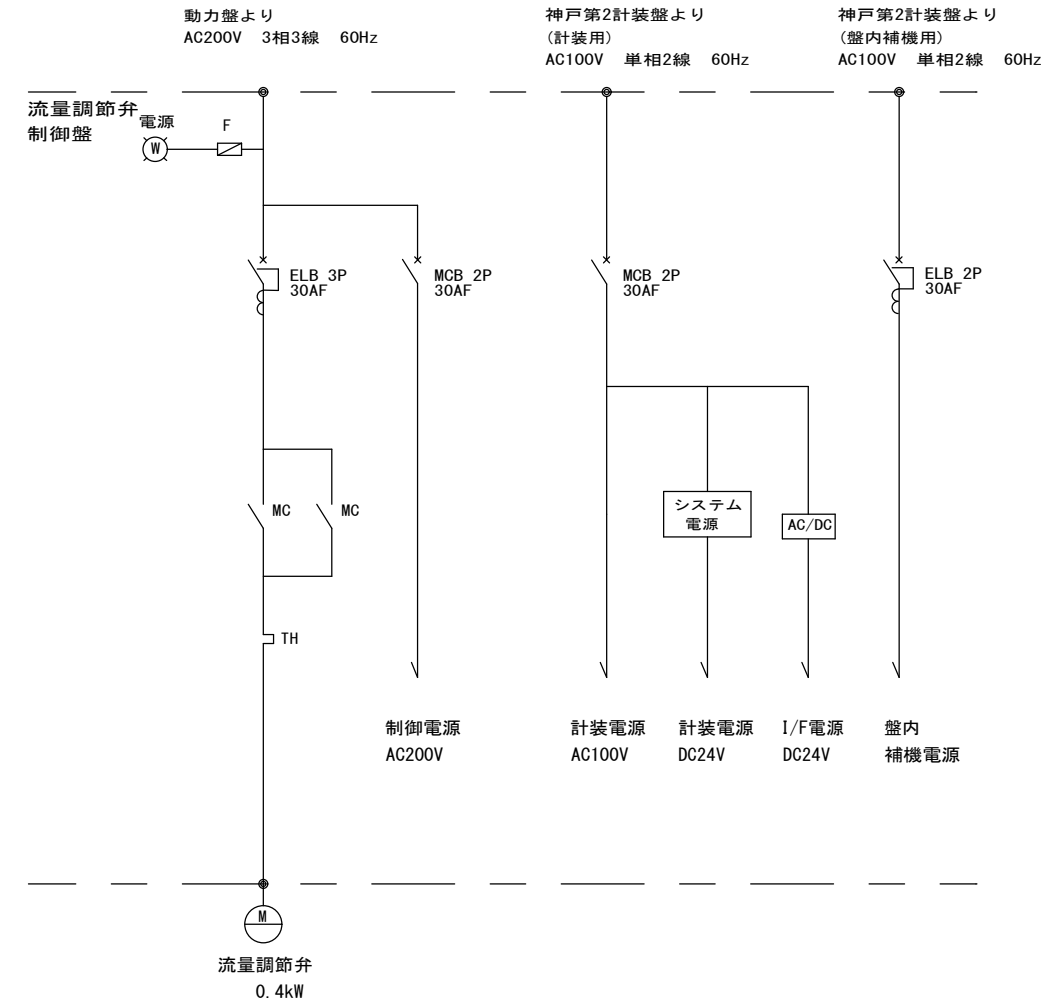 動力盤より
AC200V 3相3線 60Hz
神戸第2計装盤より
(計装用)
AC100V 単相2線 60Hz
神戸第2計装盤より
(盤内補機用)
AC100V 単相2線 60Hz
流量調節弁
制御盤
電源
F
W
ELB 3P
30AF
MCB 2P
30AF
MCB 2P
30AF
ELB 2P
30AF
MC
MC
システム
電源
AC/DC
TH
制御電源
AC200V
計装電源
AC100V
計装電源
DC24V
I/F電源
DC24V
盤内
補機電源
M
流量調節弁
0.4kW